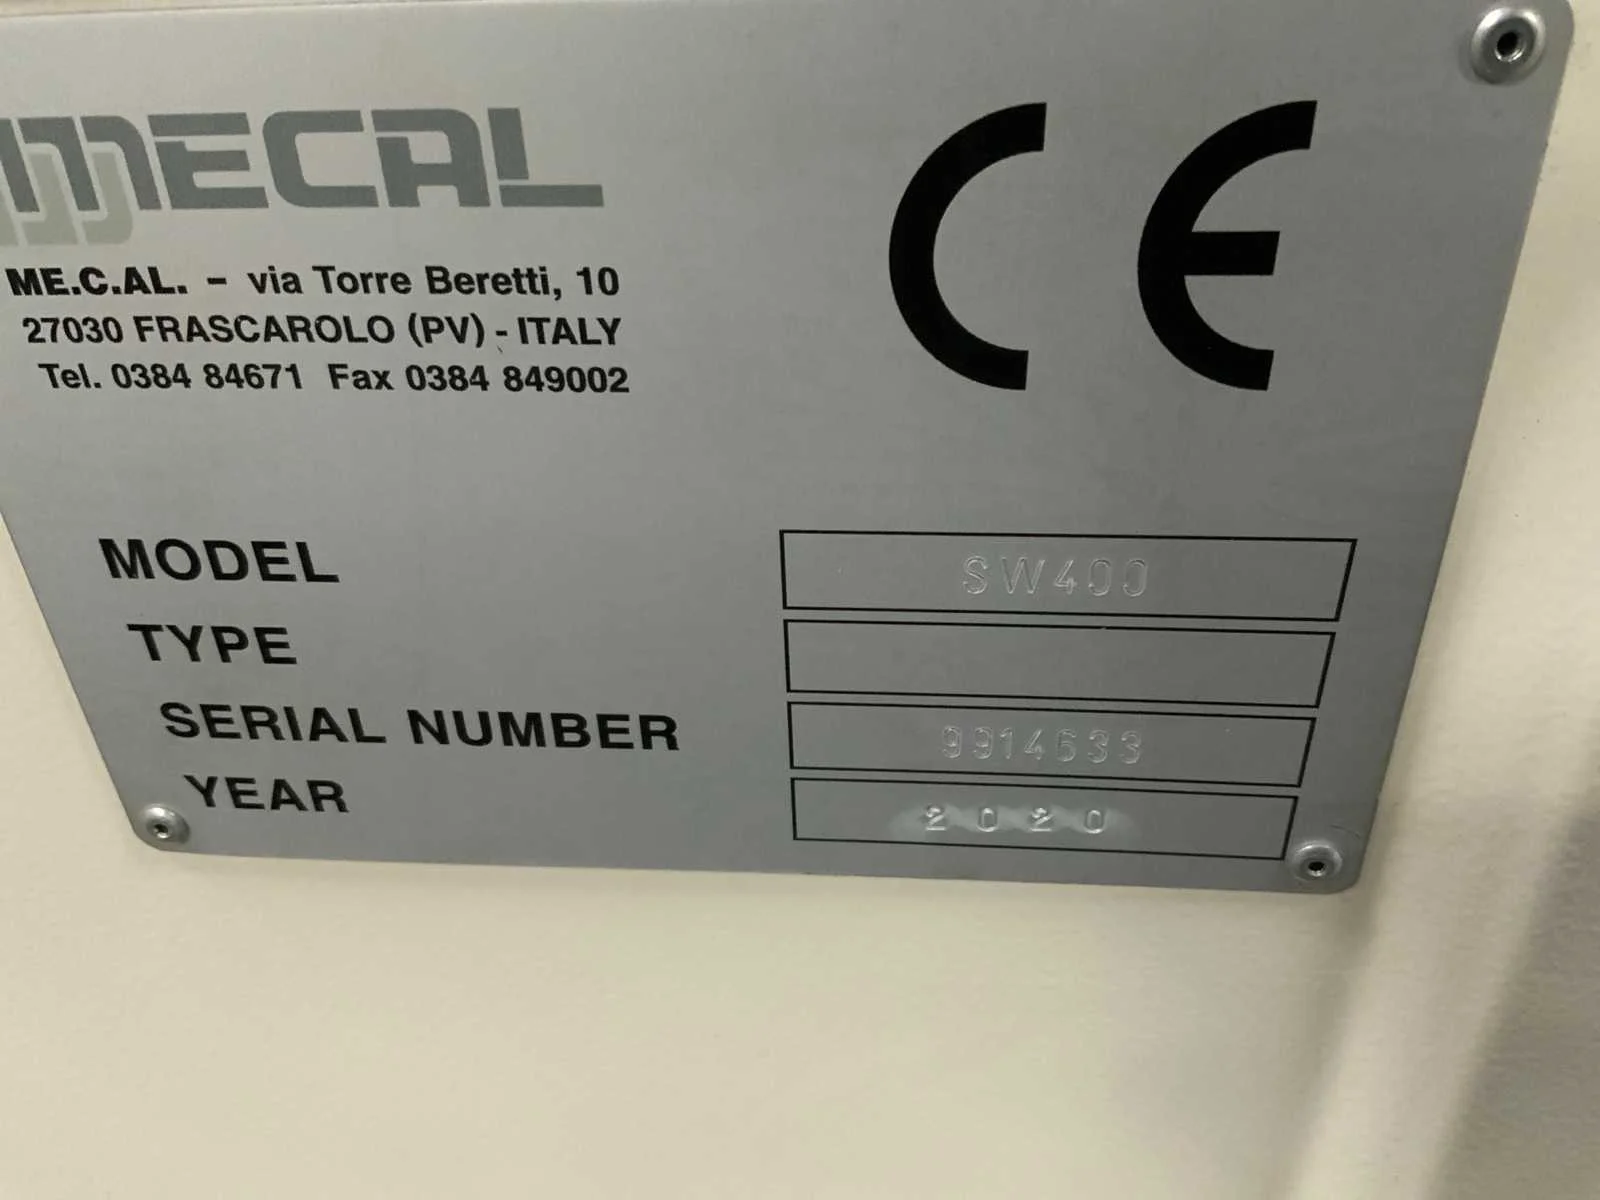 MECAL
CE
ME.C.AL. - via Torre Beretti, 10
27030 FRASCAROLO (PV) - ITALY
Tel. 0384 84671 Fax 0384 849002
MODEL SW400
TYPE
SERIAL NUMBER 9914633
YEAR 2020